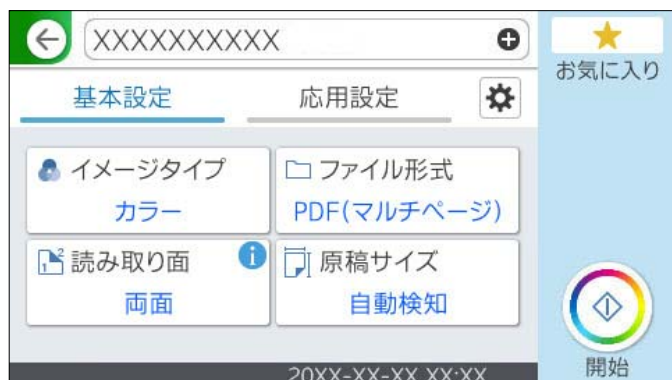 XXXXXXXXXX
お気に入り
基本設定
応用設定
イメージタイプ
カラー
ファイル形式
PDF(マルチページ)
1 2 読み取り面
両面
原稿サイズ
自動検知
開始
20XX-XX-XX XX:XX